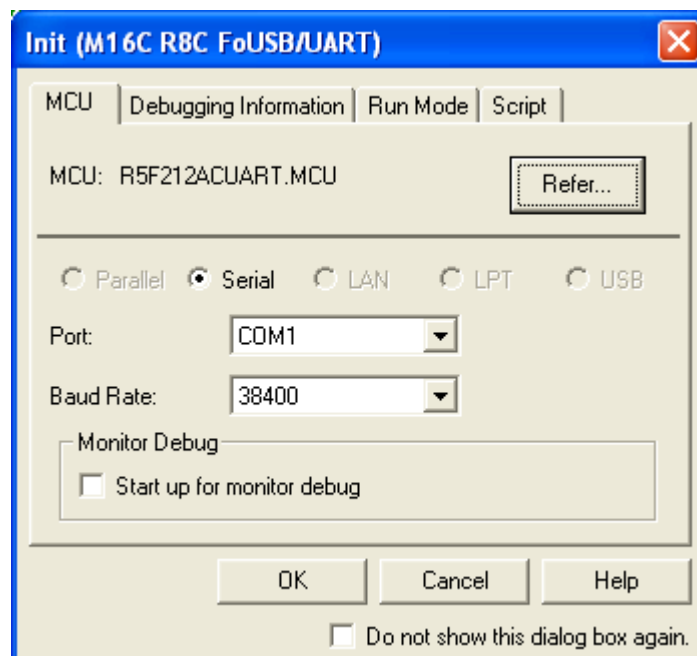 Init (M16C R8C FoUSB/UART)
MCU Debugging Information Run Mode Script
MCU: R5F212ACUART.MCU Refer...
Parallel Serial LAN LPT USB
Port: COM1
Baud Rate: 38400
Monitor Debug
Start up for monitor debug
OK Cancel Help
Do not show this dialog box again.